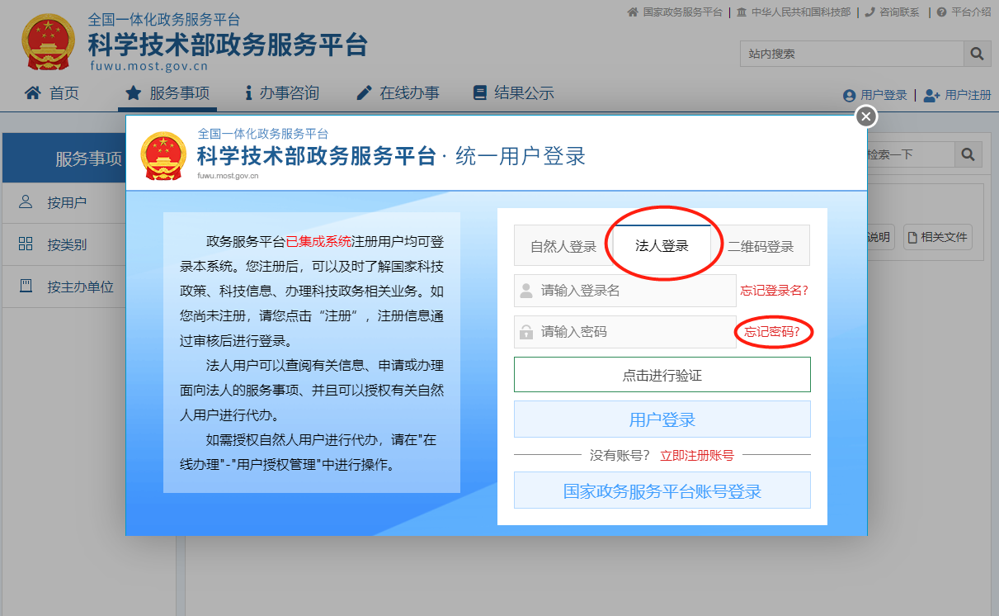 全国一体化政务服务平台
科学技术部政务服务平台
fuwu.most.gov.cn
国家政务服务平台 | 中华人民共和国科技部 | 咨询联系 | 平台介绍
站内搜索
首页 服务事项 办事咨询 在线办事 结果公示
用户登录 | 用户注册
服务事项
按用户
按类别
按主办单位
检索一下
说明 相关文件
全国一体化政务服务平台
科学技术部政务服务平台 · 统一用户登录
fuwu.most.gov.cn
政务服务平台已集成系统注册用户均可登
录本系统。您注册后，可以及时了解国家科技
政策、科技信息、办理科技政务相关业务。如
您尚未注册，请您点击“注册”，注册信息通
过审核后进行登录。
法人用户可以查阅有关信息、申请或办理
面向法人的服务事项、并且可以授权有关自然
人用户进行代办。
如需授权自然人用户进行代办，请在"在
线办理"-"用户授权管理"中进行操作。
自然人登录 法人登录 二维码登录
请输入登录名 忘记登录名?
请输入密码 忘记密码?
点击进行验证
用户登录
没有账号？ 立即注册账号
国家政务服务平台账号登录